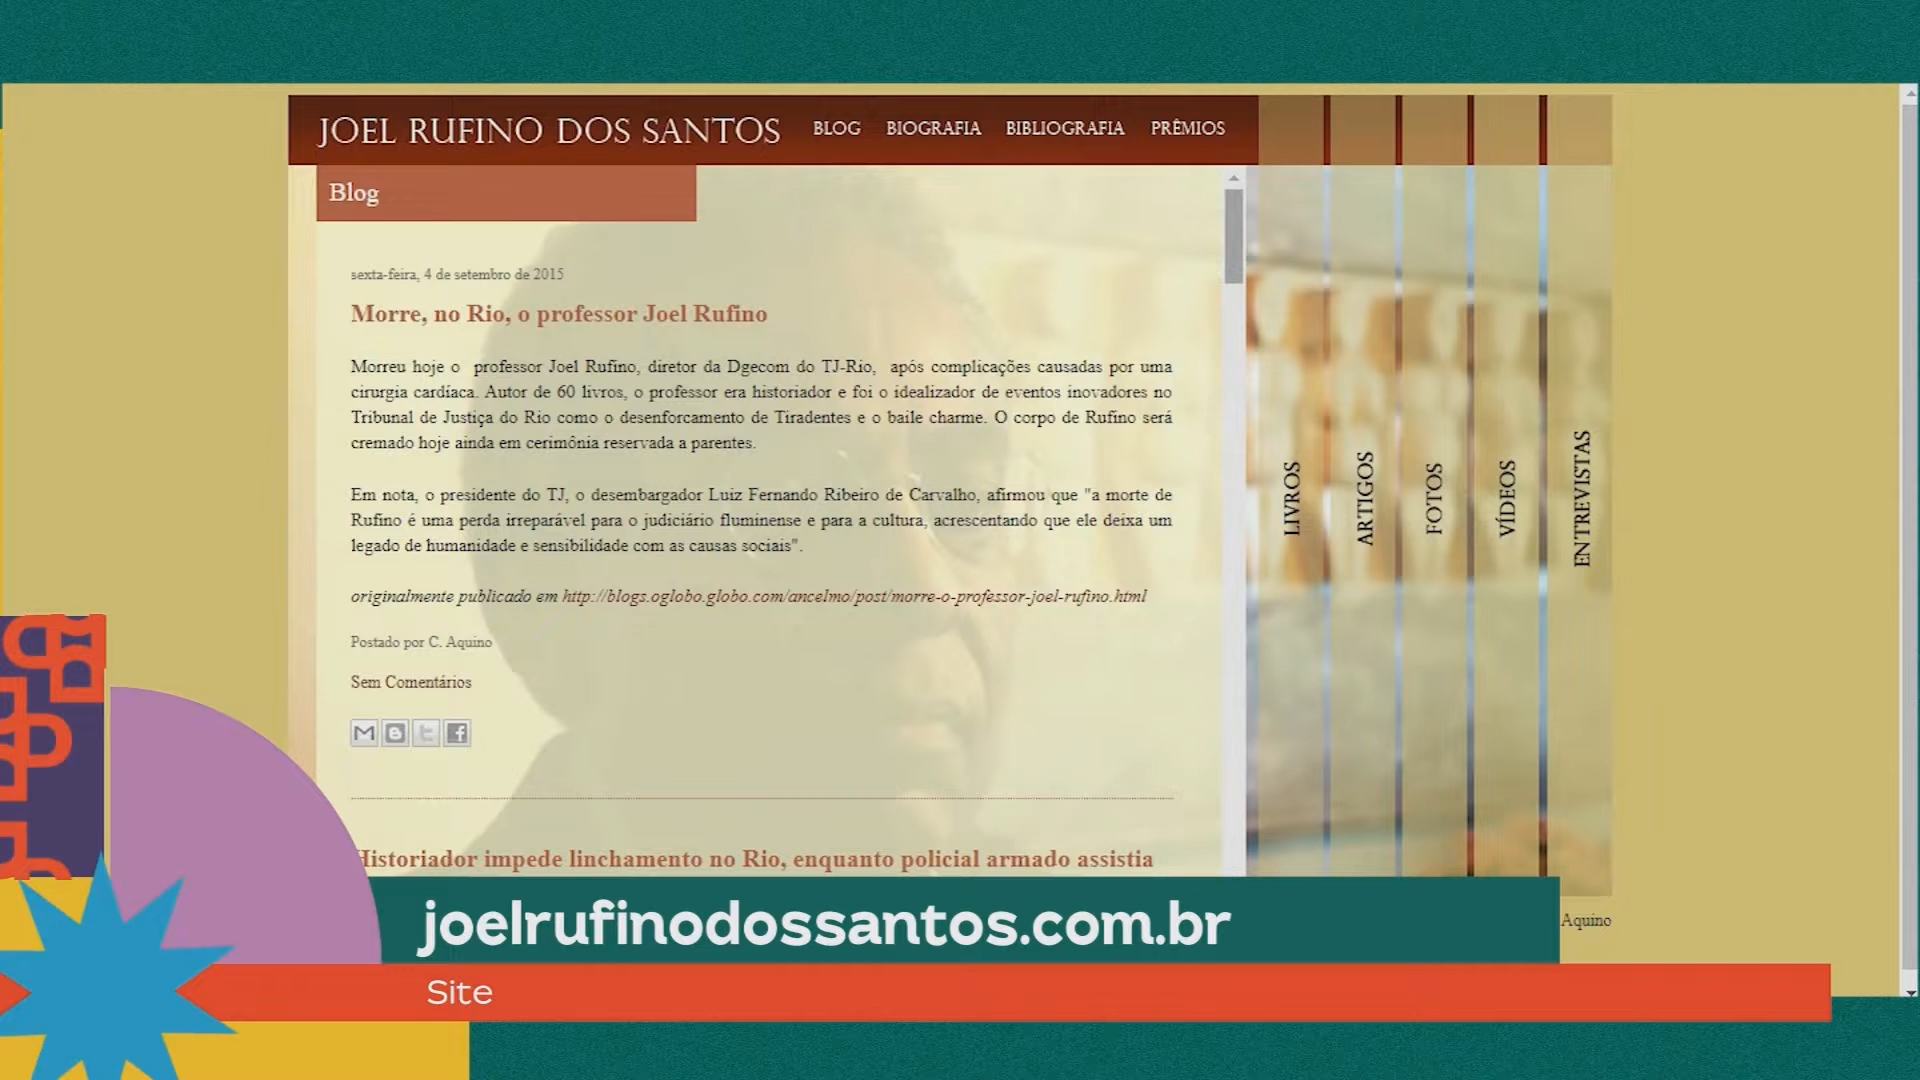 JOEL RUFINO DOS SANTOS
BLOG
BIOGRAFIA
BIBLIOGRAFIA
PRÊMIOS
Blog
sexta-feira, 4 de setembro de 2015
Morre, no Rio, o professor Joel Rufino
Morreu hoje o professor Joel Rufino, diretor da Dgecom do TJ-Rio, após complicações causadas por uma
cirurgia cardíaca. Autor de 60 livros, o professor era historiador e foi o idealizador de eventos inovadores no
Tribunal de Justiça do Rio como o desenforcamento de Tiradentes e o baile charme. O corpo de Rufino será
cremado hoje ainda em cerimônia reservada a parentes.
Em nota, o presidente do TJ, o desembargador Luiz Fernando Ribeiro de Carvalho, afirmou que "a morte de
Rufino é uma perda irreparável para o judiciário fluminense e para a cultura, acrescentando que ele deixa um
legado de humanidade e sensibilidade com as causas sociais".
originalmente publicado em http://blogs.oglobo.globo.com/ancelmo/post/morre-o-professor-joel-rufino.html
Postado por C. Aquino
Sem Comentários
Historiador impede linchamento no Rio, enquanto policial armado assistia
LIVROS
ARTIGOS
FOTOS
VÍDEOS
ENTREVISTAS
Aquino
joelrufinodossantos.com.br
Site